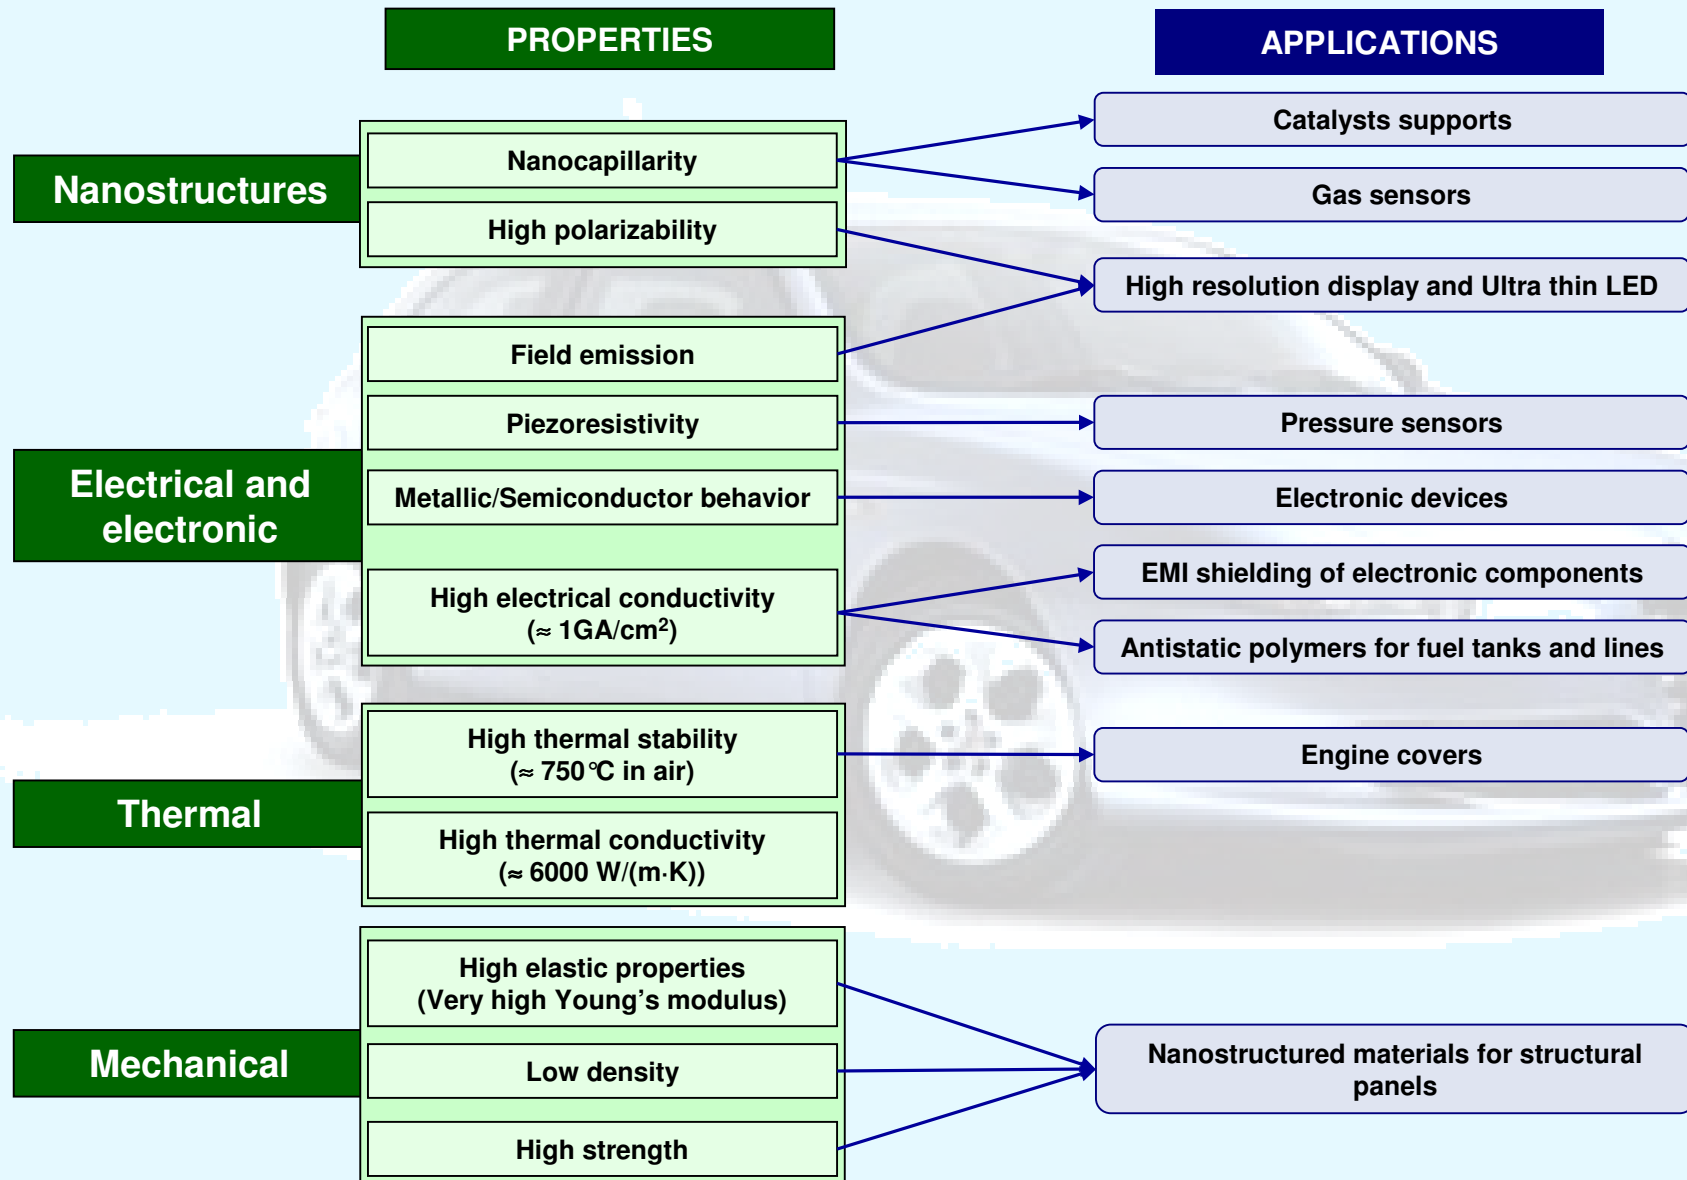 PROPERTIES
APPLICATIONS
Nanostructures
Nanocapillarity
High polarizability
Catalysts supports
Gas sensors
High resolution display and Ultra thin LED
Electrical and
electronic
Field emission
Piezoresistivity
Metallic/Semiconductor behavior
High electrical conductivity
(≈ 1GA/cm²)
Pressure sensors
Electronic devices
EMI shielding of electronic components
Antistatic polymers for fuel tanks and lines
Thermal
High thermal stability
(≈ 750°C in air)
High thermal conductivity
(≈ 6000 W/(m·K))
Engine covers
Mechanical
High elastic properties
(Very high Young’s modulus)
Low density
High strength
Nanostructured materials for structural
panels